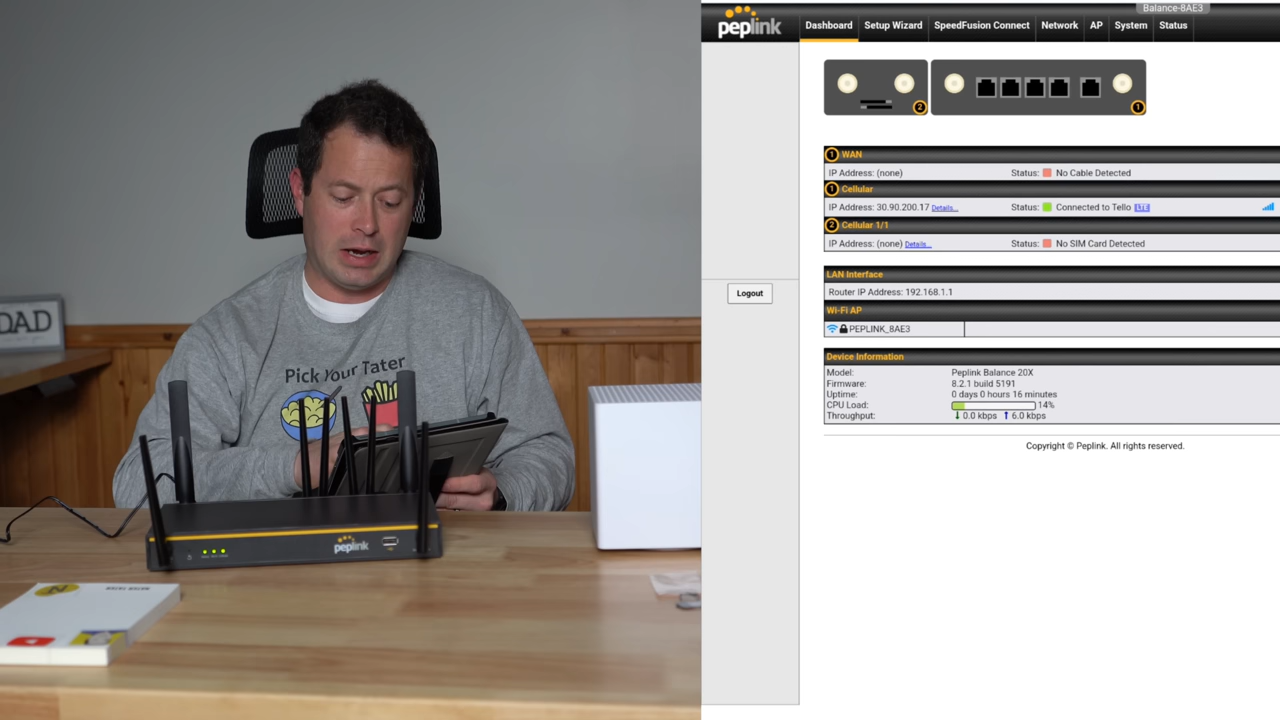 Balance-8AE3
peplink
Dashboard
Setup Wizard
SpeedFusion Connect
Network
AP
System
Status
2
1
1 WAN
IP Address: (none)
Status: No Cable Detected
1 Cellular
IP Address: 30.90.200.17 Details...
Status: Connected to Tello LTE
2 Cellular 1/1
IP Address: (none) Details...
Status: No SIM Card Detected
LAN Interface
Router IP Address: 192.168.1.1
Wi-Fi AP
PEPLINK_8AE3
Logout
Device Information
Model: Peplink Balance 20X
Firmware: 8.2.1 build 5191
Uptime: 0 days 0 hours 16 minutes
CPU Load: 14%
Throughput: 0.0 kbps 6.0 kbps
Copyright © Peplink. All rights reserved.
DAD
Pick Your Tater
peplink